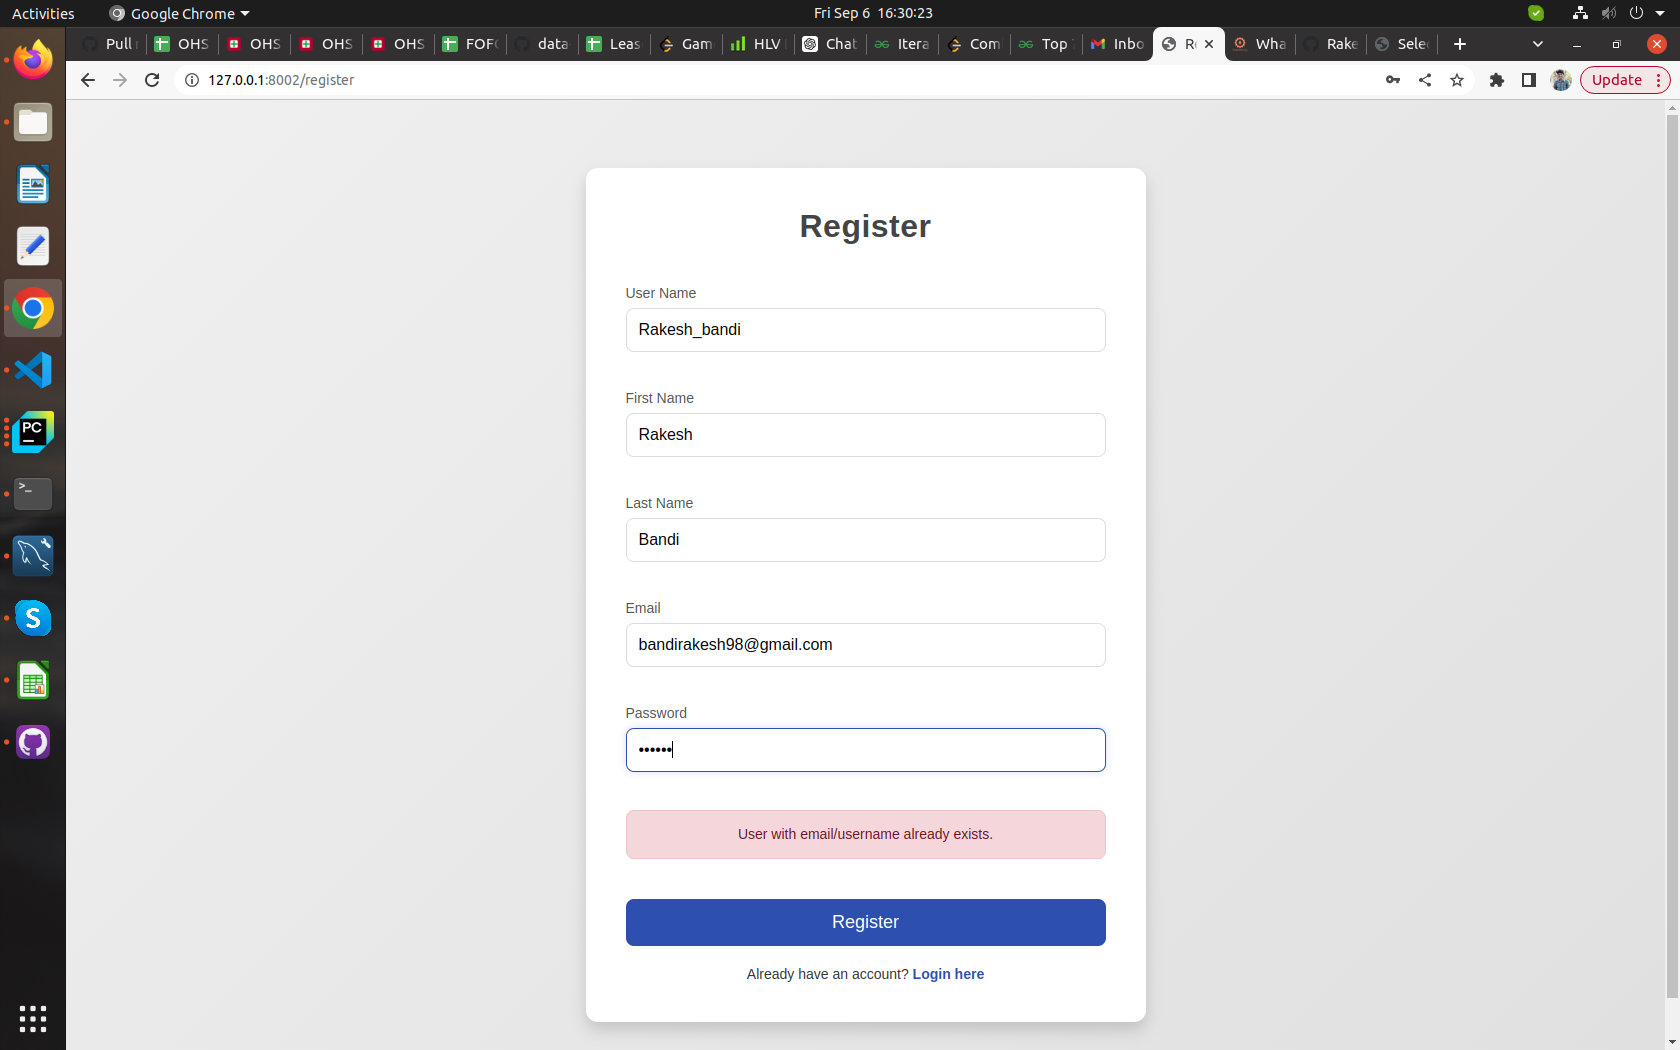 Activities
Google Chrome
Fri Sep 6 16:30:23
Pull
OHS
OHS
OHS
OHS
FOF
data
Leas
Gam
HLV
Chat
Itera
Com
Top
Inbo
Re
Wha
Rake
Sele
127.0.0.1:8002/register
Update
Register
User Name
Rakesh_bandi
First Name
Rakesh
Last Name
Bandi
Email
bandirakesh98@gmail.com
Password
••••••
User with email/username already exists.
Register
Already have an account? Login here
PC
>_
S